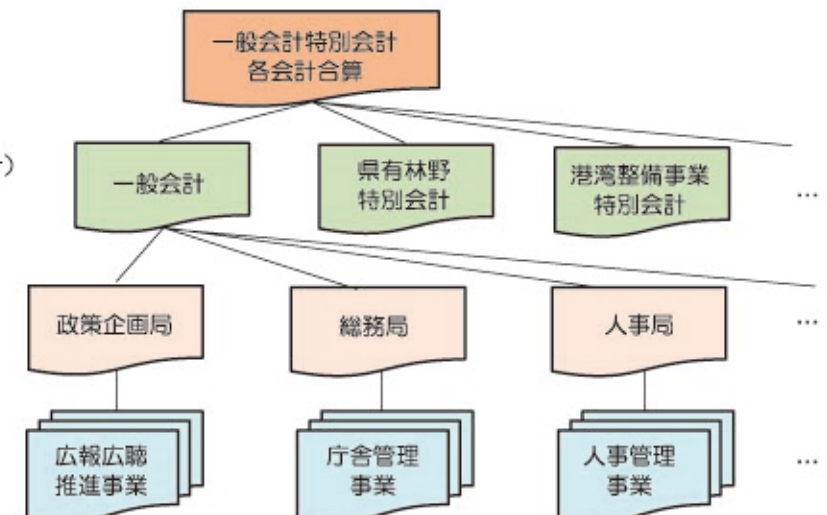 一般会計特別会計
各会計合算
)
一般会計
県有林野
特別会計
港湾整備事業
特別会計
…
政策企画局
総務局
人事局
…
広報広聴
推進事業
庁舎管理
事業
人事管理
事業
…